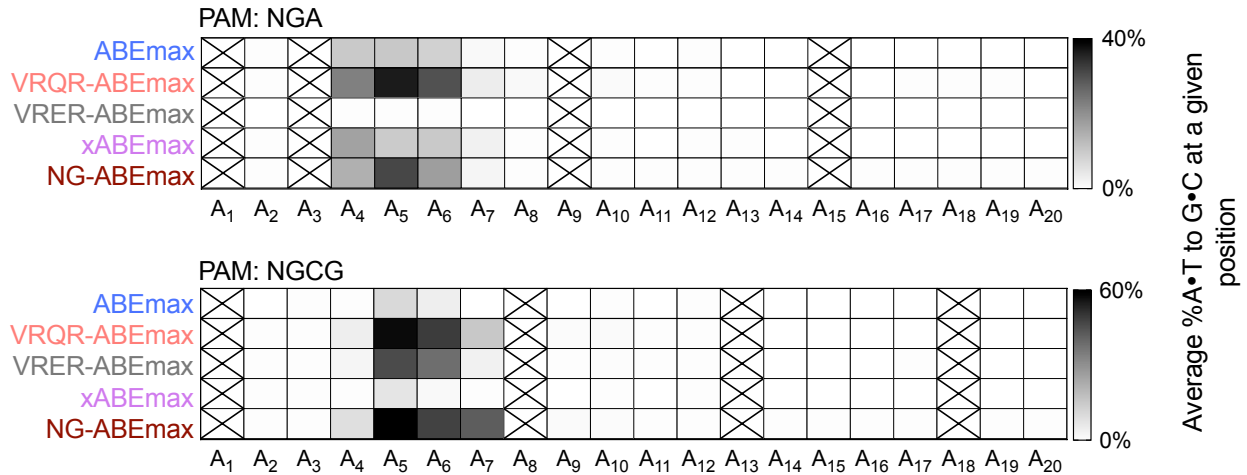 PAM: NGA
ABEmax
VRQR-ABEmax
VRER-ABEmax
xABEmax
NG-ABEmax
40%
0%
A₁ A₂ A₃ A₄ A₅ A₆ A₇ A₈ A₉ A₁₀ A₁₁ A₁₂ A₁₃ A₁₄ A₁₅ A₁₆ A₁₇ A₁₈ A₁₉ A₂₀
PAM: NGCG
ABEmax
VRQR-ABEmax
VRER-ABEmax
xABEmax
NG-ABEmax
60%
0%
A₁ A₂ A₃ A₄ A₅ A₆ A₇ A₈ A₉ A₁₀ A₁₁ A₁₂ A₁₃ A₁₄ A₁₅ A₁₆ A₁₇ A₁₈ A₁₉ A₂₀
Average %A•T to G•C at a given
position